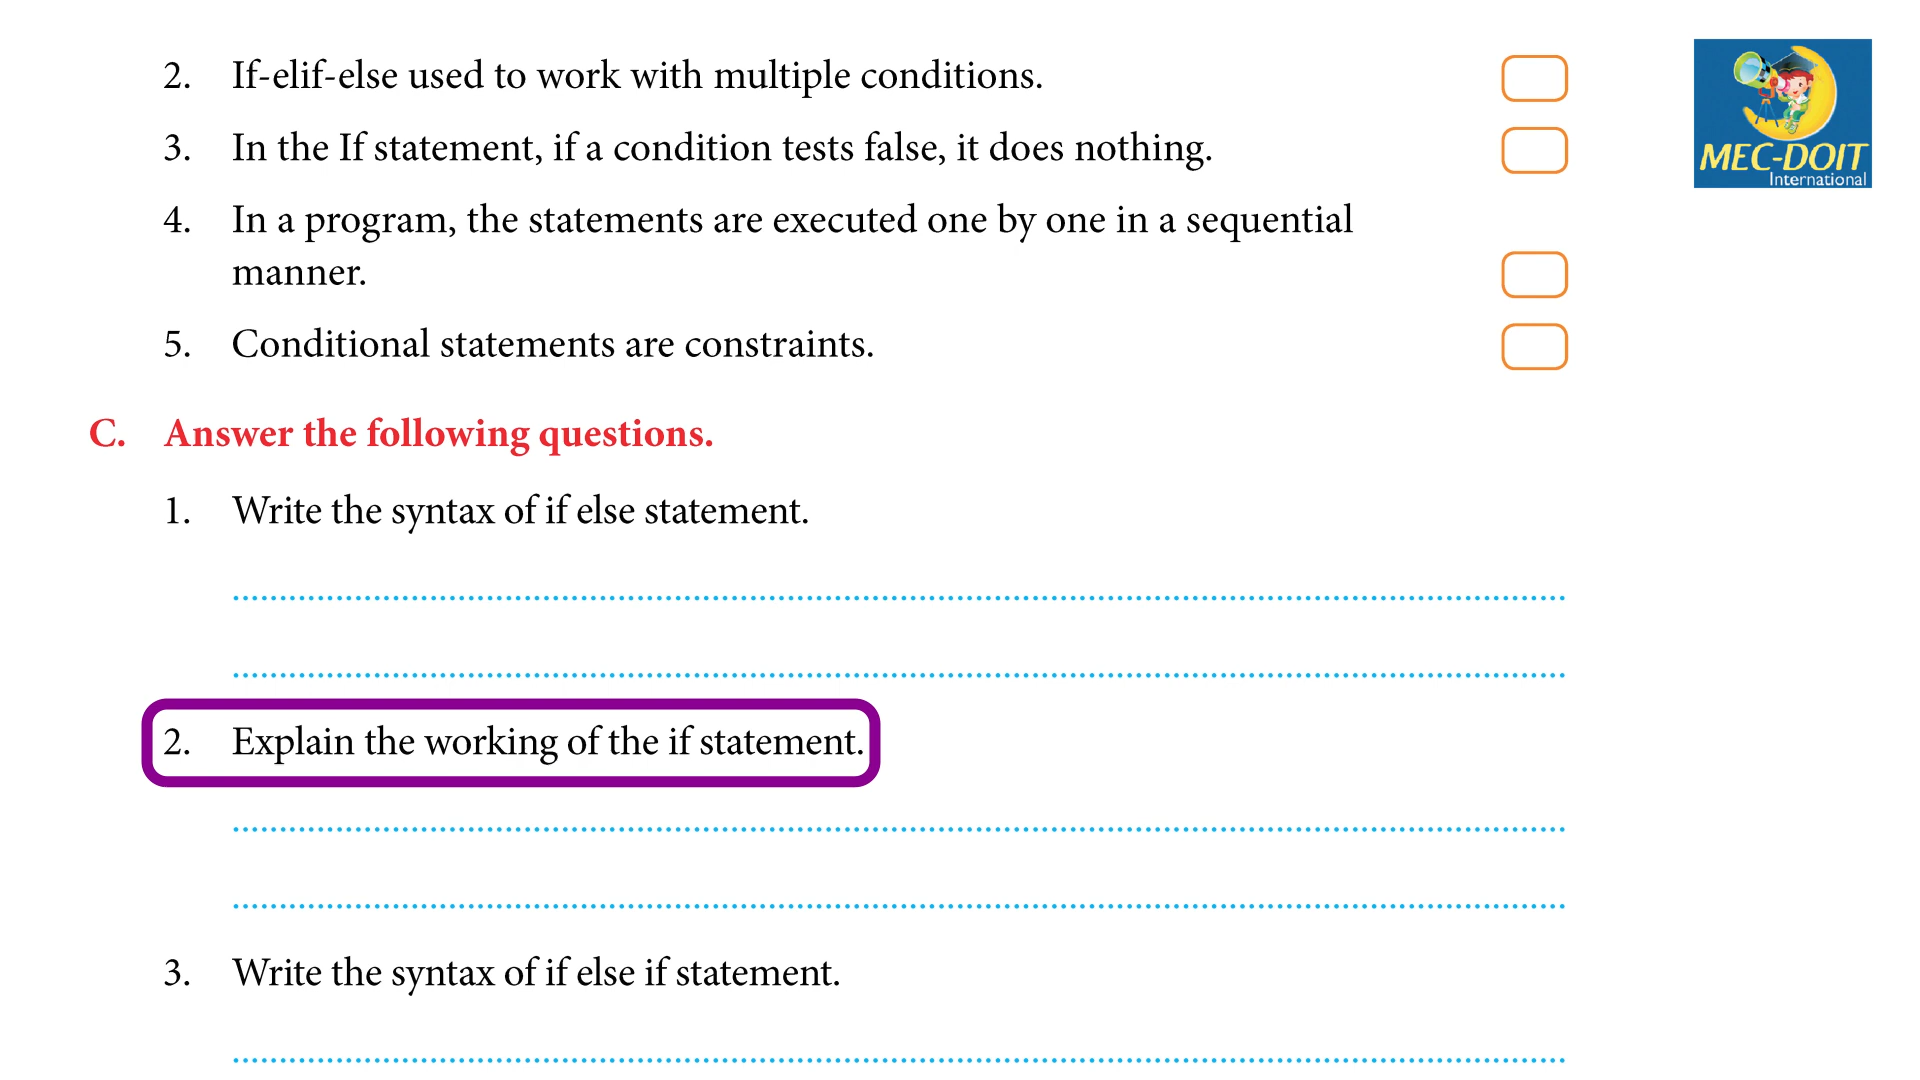 2. If-elif-else used to work with multiple conditions.
3. In the If statement, if a condition tests false, it does nothing.
4. In a program, the statements are executed one by one in a sequential
manner.
5. Conditional statements are constraints.
C. Answer the following questions.
1. Write the syntax of if else statement.
2. Explain the working of the if statement.
3. Write the syntax of if else if statement.
MEC-DOIT
International